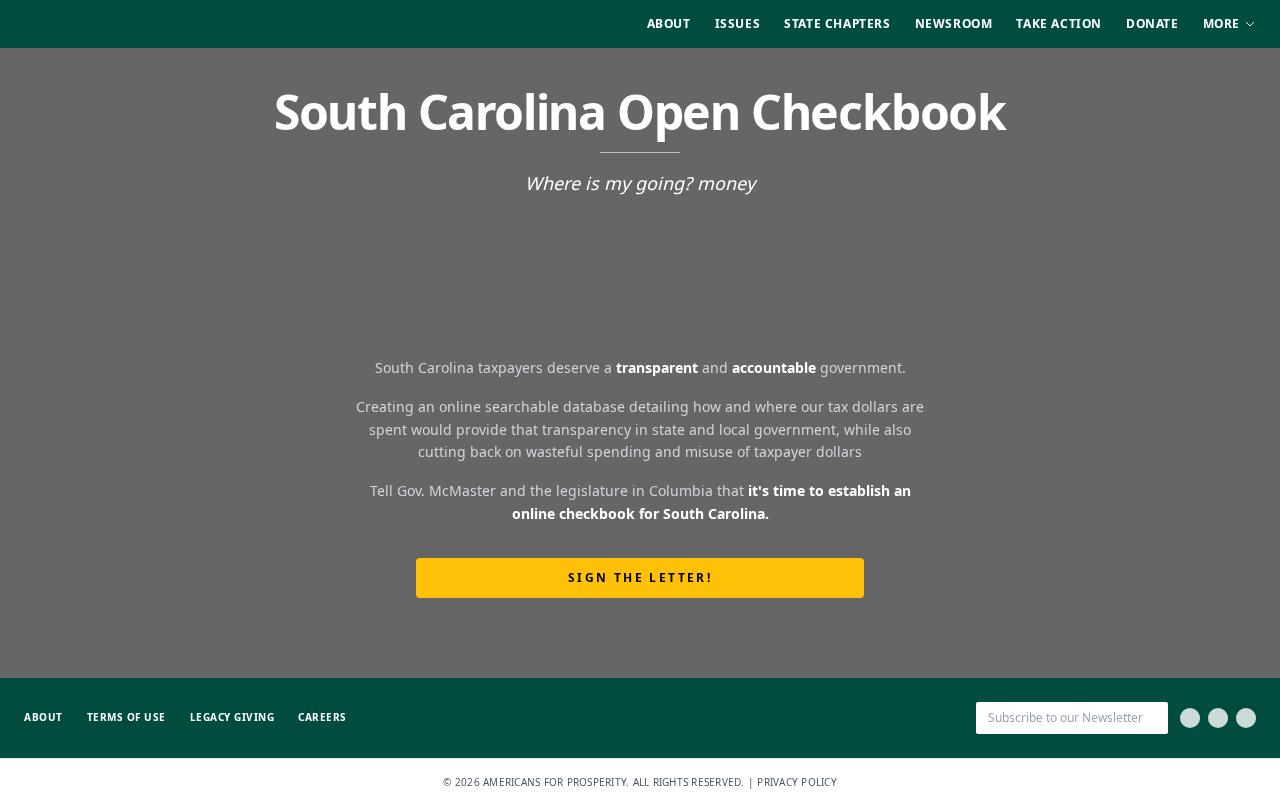 ABOUT ISSUES STATE CHAPTERS NEWSROOM TAKE ACTION DONATE MORE
South Carolina Open Checkbook
Where is my going? money
South Carolina taxpayers deserve a transparent and accountable government.
Creating an online searchable database detailing how and where our tax dollars are
spent would provide that transparency in state and local government, while also
cutting back on wasteful spending and misuse of taxpayer dollars
Tell Gov. McMaster and the legislature in Columbia that it's time to establish an
online checkbook for South Carolina.
SIGN THE LETTER!
ABOUT TERMS OF USE LEGACY GIVING CAREERS Subscribe to our Newsletter
© 2026 AMERICANS FOR PROSPERITY. ALL RIGHTS RESERVED. | PRIVACY POLICY